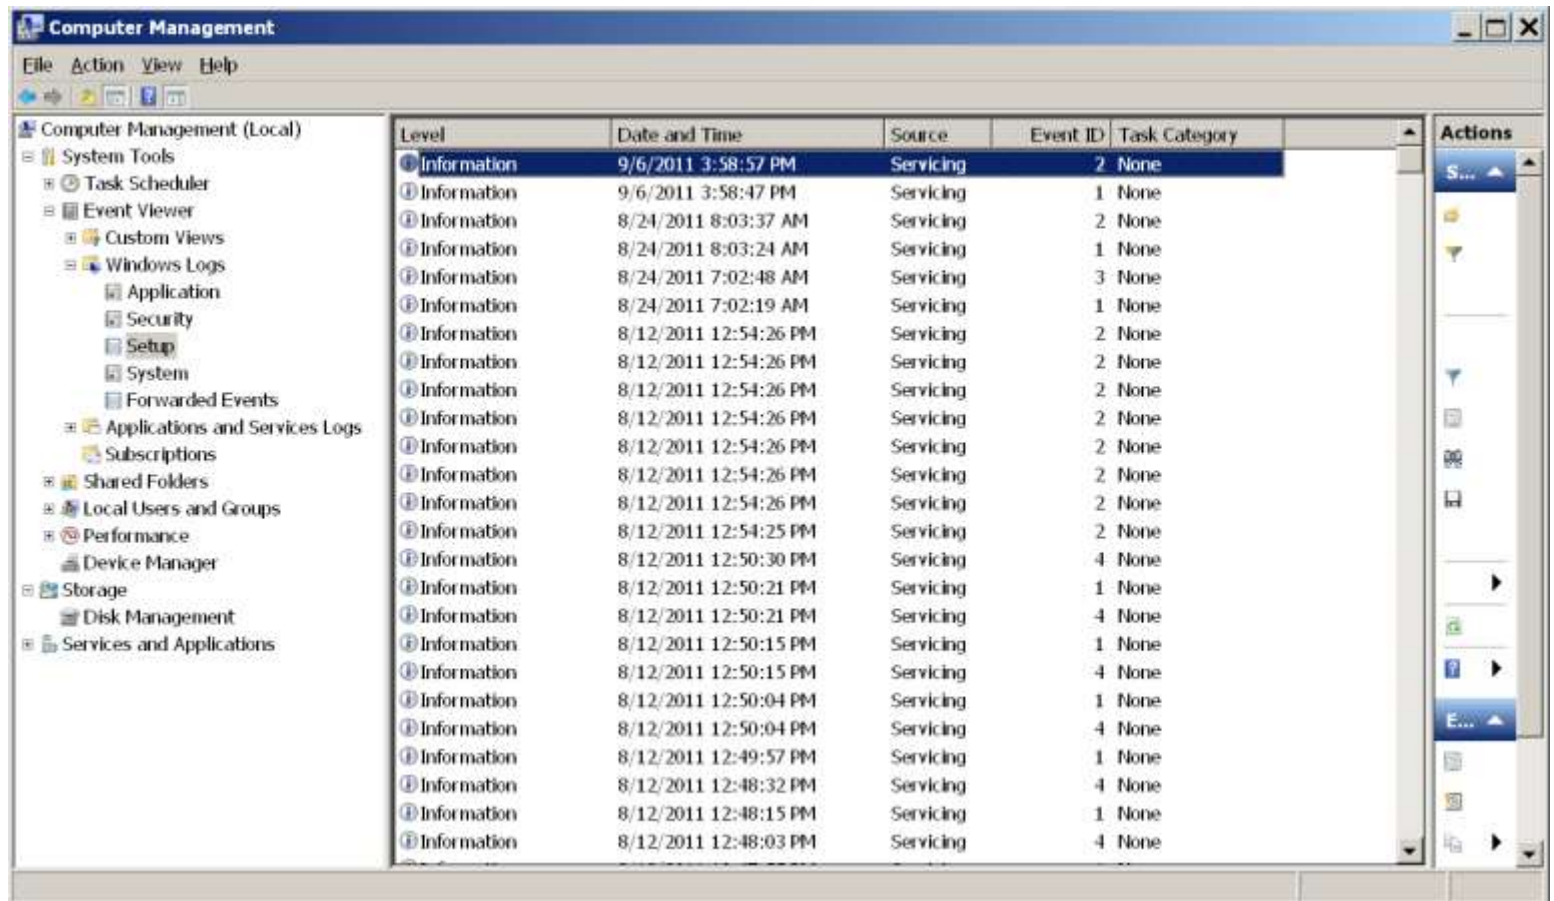 Computer Management
File Action View Help
Computer Management (Local)
System Tools
Task Scheduler
Event Viewer
Custom Views
Windows Logs
Application
Security
Setup
System
Forwarded Events
Applications and Services Logs
Subscriptions
Shared Folders
Local Users and Groups
Performance
Device Manager
Storage
Disk Management
Services and Applications
Level Date and Time Source Event ID Task Category
Information 9/6/2011 3:58:57 PM Servicing 2 None
Information 9/6/2011 3:58:47 PM Servicing 1 None
Information 8/24/2011 8:03:37 AM Servicing 2 None
Information 8/24/2011 8:03:24 AM Servicing 1 None
Information 8/24/2011 7:02:48 AM Servicing 3 None
Information 8/24/2011 7:02:19 AM Servicing 1 None
Information 8/12/2011 12:54:26 PM Servicing 2 None
Information 8/12/2011 12:54:26 PM Servicing 2 None
Information 8/12/2011 12:54:26 PM Servicing 2 None
Information 8/12/2011 12:54:26 PM Servicing 2 None
Information 8/12/2011 12:54:26 PM Servicing 2 None
Information 8/12/2011 12:54:26 PM Servicing 2 None
Information 8/12/2011 12:54:26 PM Servicing 2 None
Information 8/12/2011 12:54:25 PM Servicing 2 None
Information 8/12/2011 12:50:30 PM Servicing 4 None
Information 8/12/2011 12:50:21 PM Servicing 1 None
Information 8/12/2011 12:50:21 PM Servicing 4 None
Information 8/12/2011 12:50:15 PM Servicing 1 None
Information 8/12/2011 12:50:15 PM Servicing 4 None
Information 8/12/2011 12:50:04 PM Servicing 1 None
Information 8/12/2011 12:50:04 PM Servicing 4 None
Information 8/12/2011 12:49:57 PM Servicing 1 None
Information 8/12/2011 12:48:32 PM Servicing 4 None
Information 8/12/2011 12:48:15 PM Servicing 1 None
Information 8/12/2011 12:48:03 PM Servicing 4 None
Actions
S...
E...